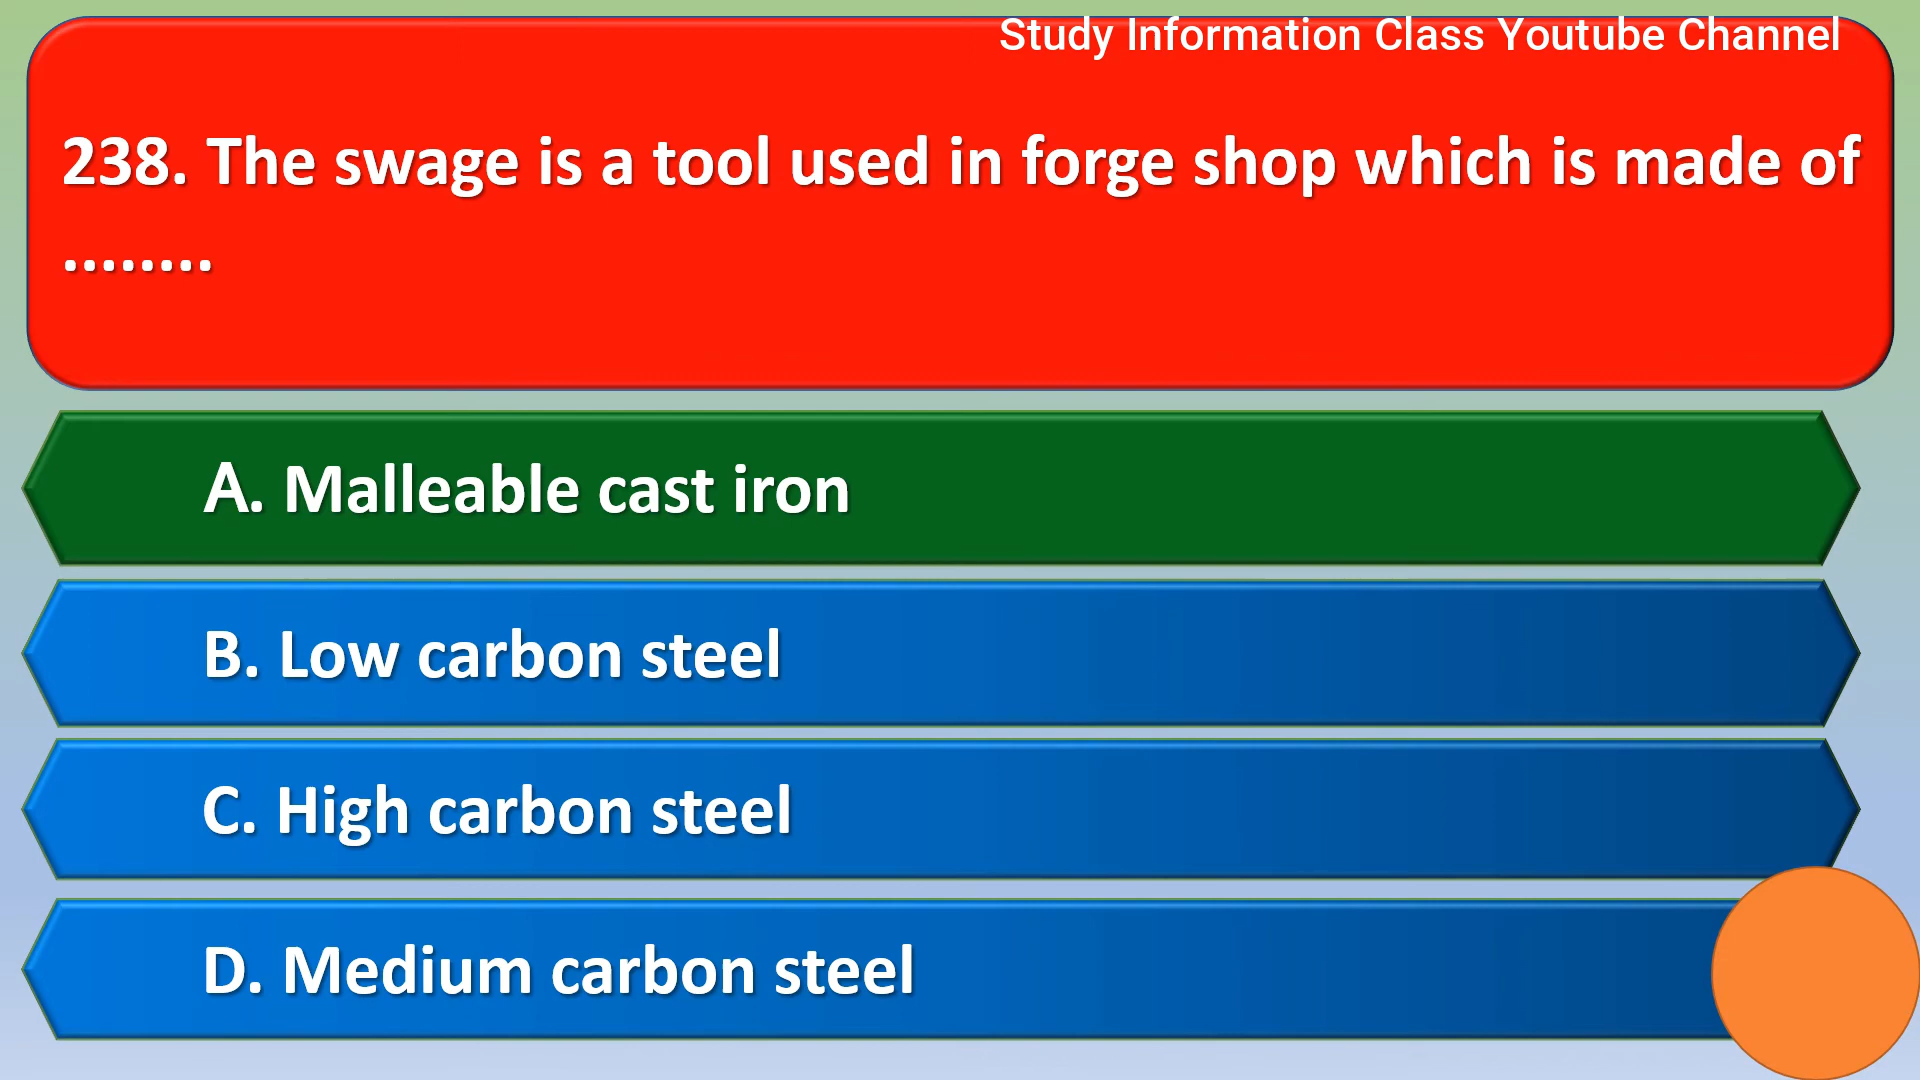 Study Information Class Youtube Channel
238. The swage is a tool used in forge shop which is made of
........
A. Malleable cast iron
B. Low carbon steel
C. High carbon steel
D. Medium carbon steel